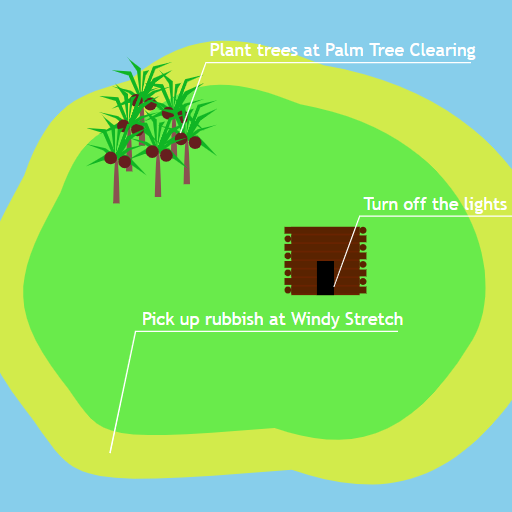 Plant trees at Palm Tree Clearing
Turn off the lights
Pick up rubbish at Windy Stretch